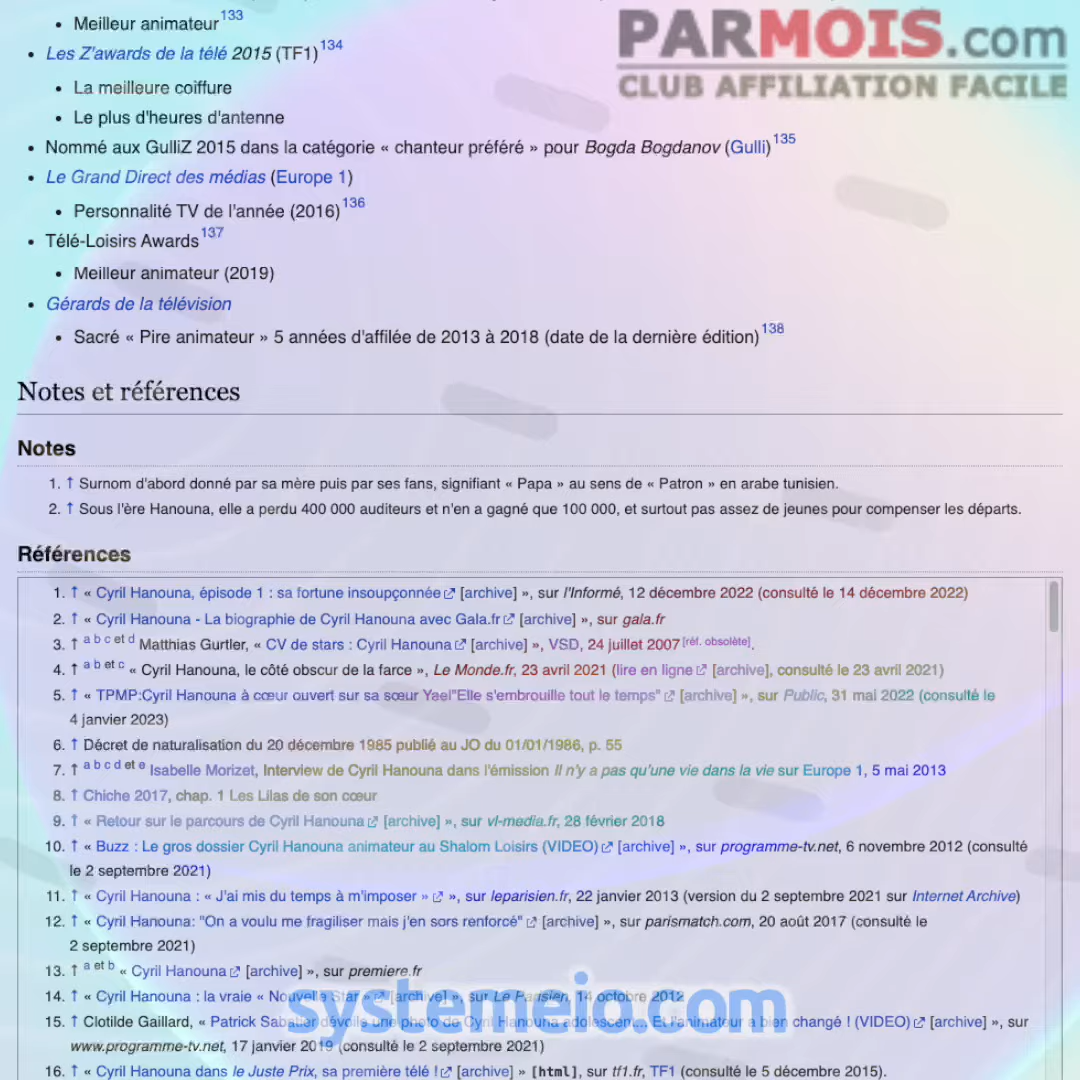 Meilleur animateur 133
PARMOIS.com
CLUB AFFILIATION FACILE
Les Z'awards de la télé 2015 (TF1) 134
La meilleure coiffure
Le plus d'heures d'antenne
Nommé aux GulliZ 2015 dans la catégorie « chanteur préféré » pour Bogda Bogdanov (Gulli) 135
Le Grand Direct des médias (Europe 1)
Personnalité TV de l'année (2016) 136
Télé-Loisirs Awards 137
Meilleur animateur (2019)
Gérards de la télévision
Sacré « Pire animateur » 5 années d'affilée de 2013 à 2018 (date de la dernière édition) 138
Notes et références
Notes
1. ↑ Surnom d'abord donné par sa mère puis par ses fans, signifiant « Papa » au sens de « Patron » en arabe tunisien.
2. ↑ Sous l'ère Hanouna, elle a perdu 400 000 auditeurs et n'en a gagné que 100 000, et surtout pas assez de jeunes pour compenser les départs.
Références
1. ↑ « Cyril Hanouna, épisode 1 : sa fortune insoupçonnée [archive] », sur l'Informé, 12 décembre 2022 (consulté le 14 décembre 2022)
2. ↑ « Cyril Hanouna - La biographie de Cyril Hanouna avec Gala.fr [archive] », sur gala.fr
3. ↑ a b c et d Matthias Gurtler, « CV de stars : Cyril Hanouna [archive] », VSD, 24 juillet 2007 [réf. obsolète].
4. ↑ a b et c « Cyril Hanouna, le côté obscur de la farce », Le Monde.fr, 23 avril 2021 (lire en ligne [archive], consulté le 23 avril 2021)
5. ↑ « TPMP:Cyril Hanouna à cœur ouvert sur sa sœur Yael"Elle s'embrouille tout le temps" [archive] », sur Public, 31 mai 2022 (consulté le
4 janvier 2023)
6. ↑ Décret de naturalisation du 20 décembre 1985 publié au JO du 01/01/1986, p. 55
7. ↑ a b c d et e Isabelle Morizet, Interview de Cyril Hanouna dans l'émission Il n'y a pas qu'une vie dans la vie sur Europe 1, 5 mai 2013
8. ↑ Chiche 2017, chap. 1 Les Lilas de son cœur
9. ↑ « Retour sur le parcours de Cyril Hanouna [archive] », sur vl-media.fr, 28 février 2018
10. ↑ « Buzz : Le gros dossier Cyril Hanouna animateur au Shalom Loisirs (VIDEO) [archive] », sur programme-tv.net, 6 novembre 2012 (consulté
le 2 septembre 2021)
11. ↑ « Cyril Hanouna : « J'ai mis du temps à m'imposer » », sur leparisien.fr, 22 janvier 2013 (version du 2 septembre 2021 sur Internet Archive)
12. ↑ « Cyril Hanouna: "On a voulu me fragiliser mais j'en sors renforcé" [archive] », sur parismatch.com, 20 août 2017 (consulté le
2 septembre 2021)
13. ↑ a et b « Cyril Hanouna [archive] », sur premiere.fr
14. ↑ « Cyril Hanouna : la vraie « Nouvelle Star » [archive] », sur Le Parisien, 14 octobre 2012
systemeio.com
15. ↑ Clotilde Gaillard, « Patrick Sabatier dévoile une photo de Cyril Hanouna adolescent... Et l'animateur a bien changé ! (VIDEO) [archive] », sur
www.programme-tv.net, 17 janvier 2019 (consulté le 2 septembre 2021)
16. ↑ « Cyril Hanouna dans le Juste Prix, sa première télé ! [archive] » [html], sur tf1.fr, TF1 (consulté le 5 décembre 2015).